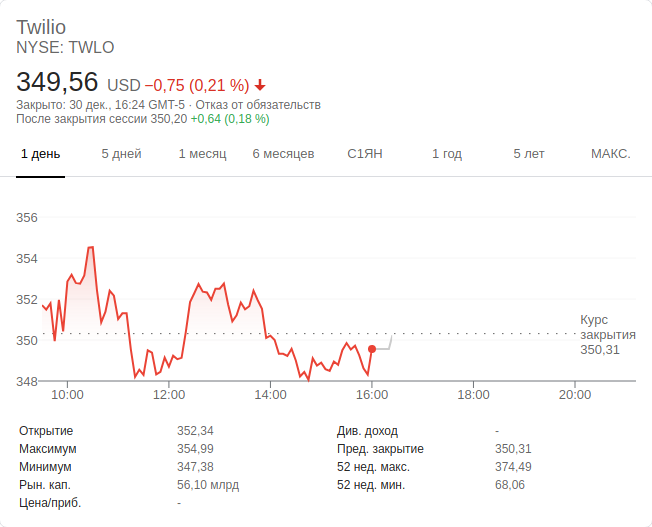 Twilio
NYSE: TWLO
349,56 USD −0,75 (0,21 %)
Закрыто: 30 дек., 16:24 GMT-5 · Отказ от обязательств
После закрытия сессии 350,20 +0,64 (0,18 %)
1 день 5 дней 1 месяц 6 месяцев С1ЯН 1 год 5 лет МАКС.
356
354
352
350
348
Курс
закрытия
350,31
10:00 12:00 14:00 16:00 18:00 20:00
Открытие 352,34 Див. доход -
Максимум 354,99 Пред. закрытие 350,31
Минимум 347,38 52 нед. макс. 374,49
Рын. кап. 56,10 млрд 52 нед. мин. 68,06
Цена/приб. -